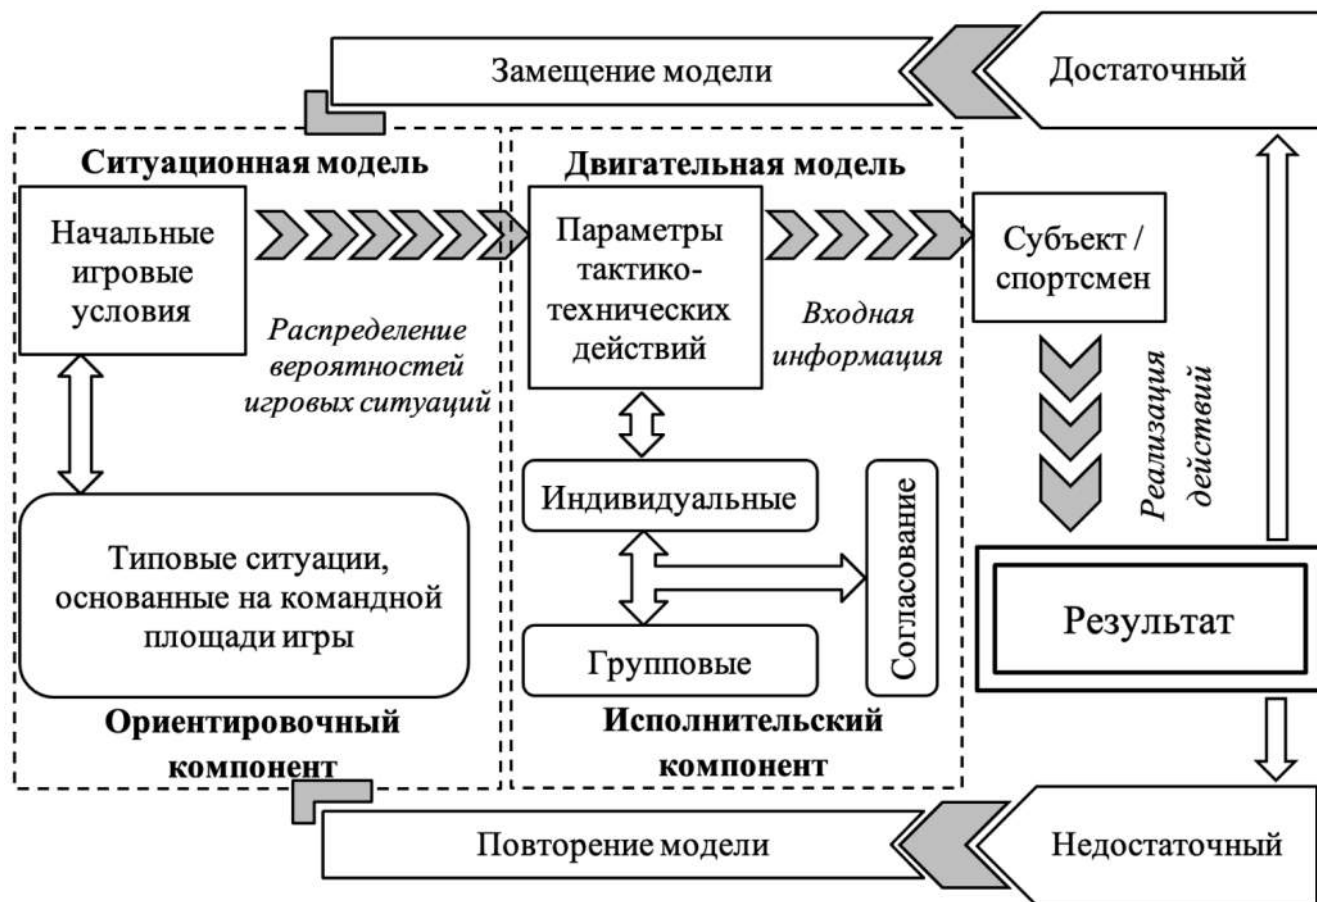 Замещение модели
Достаточный
Ситуационная модель
Двигательная модель
Начальные
игровые
условия
Параметры
тактико-
технических
действий
Субъект /
спортсмен
Распределение
вероятностей
игровых ситуаций
Входная
информация
Реализация
действий
Типовые ситуации,
основанные на командной
площади игры
Индивидуальные
Согласование
Групповые
Результат
Ориентировочный
компонент
Исполнительский
компонент
Повторение модели
Недостаточный